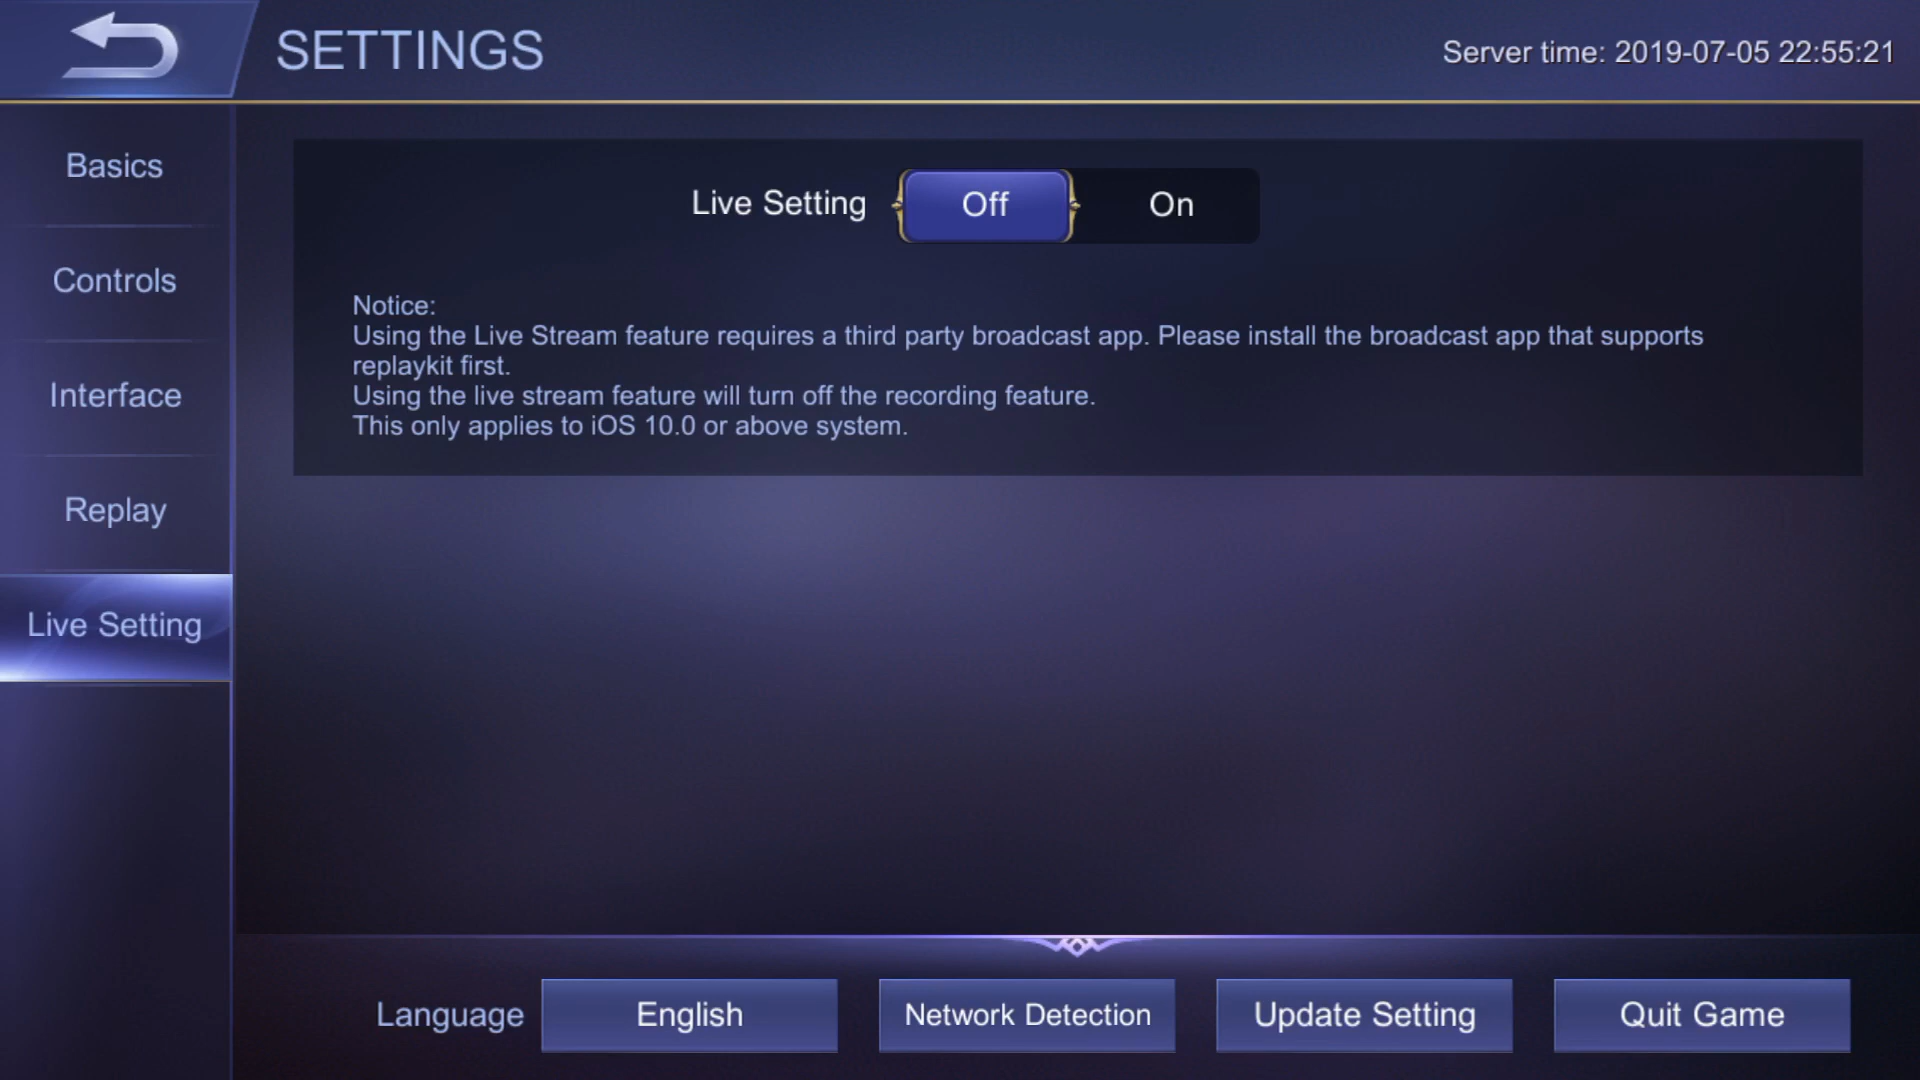 SETTINGS
Server time: 2019-07-05 22:55:21
Basics
Controls
Interface
Replay
Live Setting
Live Setting Off On
Notice:
Using the Live Stream feature requires a third party broadcast app. Please install the broadcast app that supports
replaykit first.
Using the live stream feature will turn off the recording feature.
This only applies to iOS 10.0 or above system.
Language English Network Detection Update Setting Quit Game